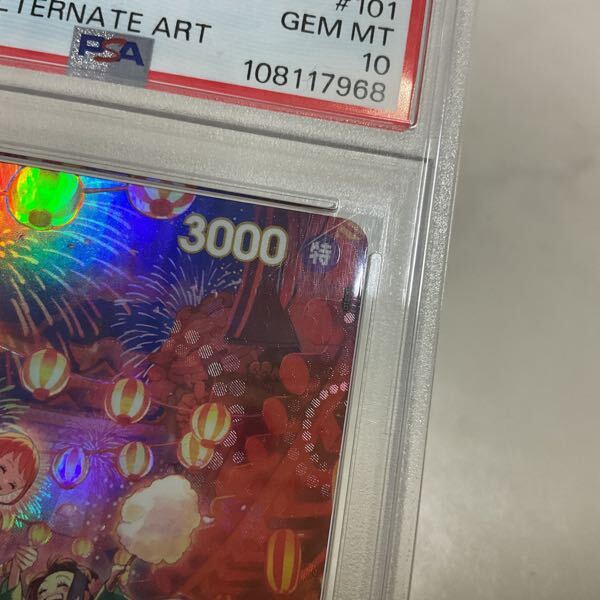 #101
LTERNATE ART
GEM MT
PSA
10
108117968
3000 特